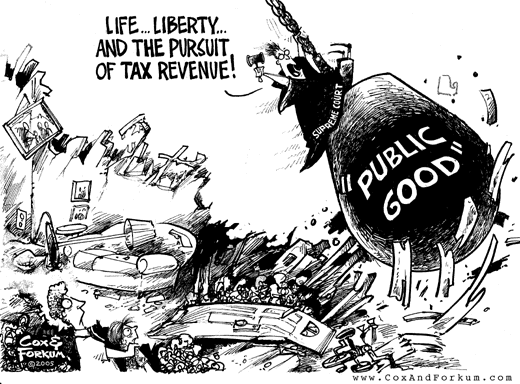 LIFE... LIBERTY...
AND THE PURSUIT
OF TAX REVENUE!
SUPREME COURT
"PUBLIC
GOOD"
COX &
FORKUM
©2005
www.CoxAndForkum.com